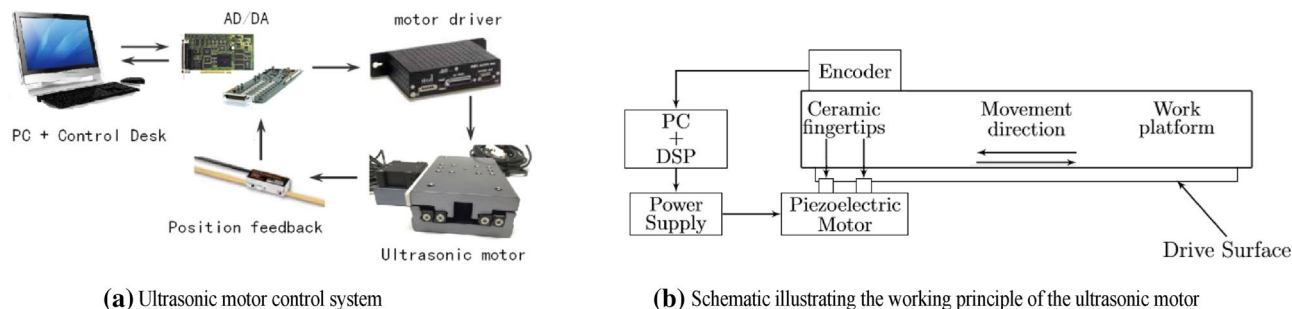 AD/DA
motor driver
PC + Control Desk
Position feedback
Ultrasonic motor
(a) Ultrasonic motor control system
Encoder
PC
+
DSP
Power
Supply
Ceramic
fingertips
Movement
direction
Work
platform
Piezoelectric
Motor
Drive Surface
(b) Schematic illustrating the working principle of the ultrasonic motor